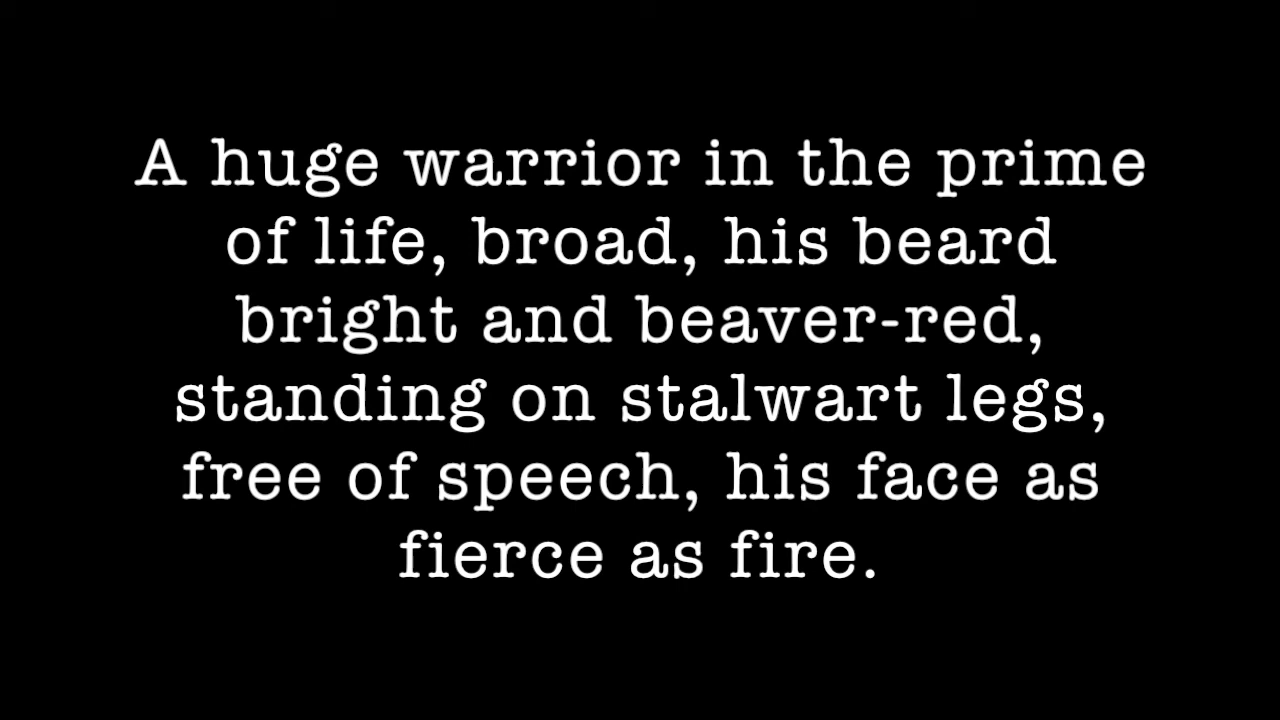 A huge warrior in the prime
of life, broad, his beard
bright and beaver-red,
standing on stalwart legs,
free of speech, his face as
fierce as fire.